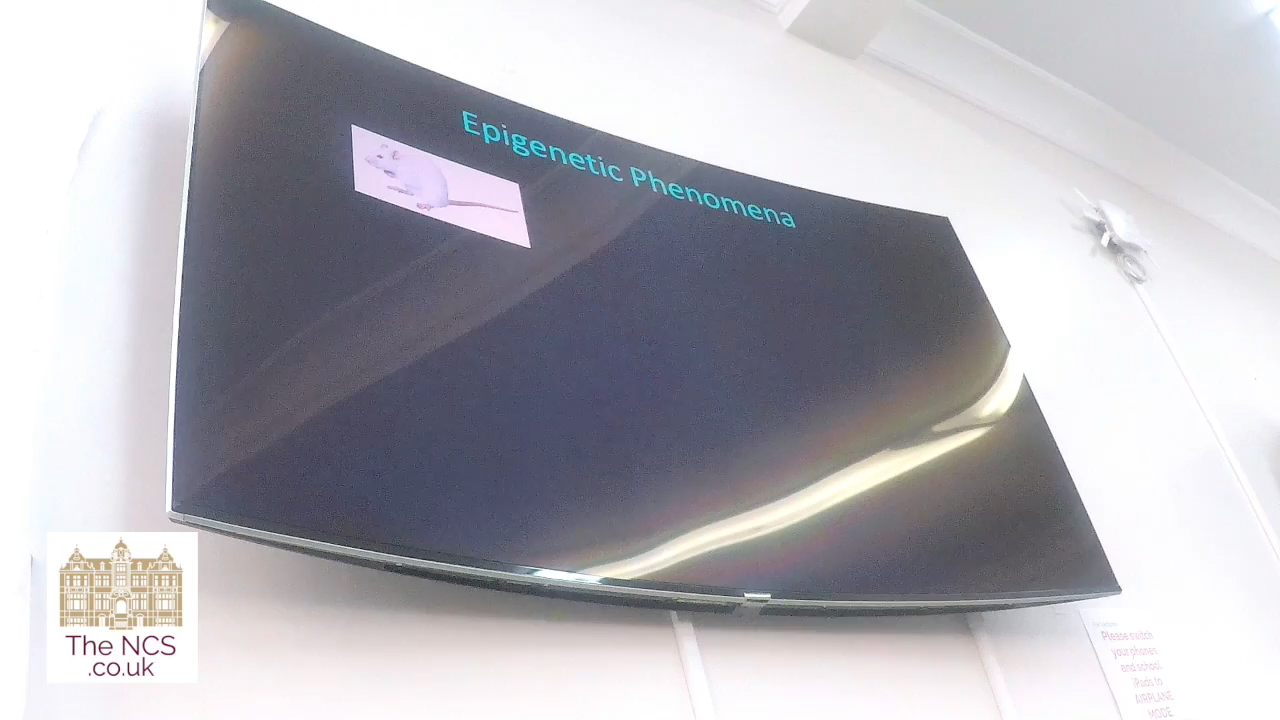 Epigenetic Phenomena
The NCS
.co.uk
Please switch
your phones
and school
iPads to
AIRPLANE
MODE